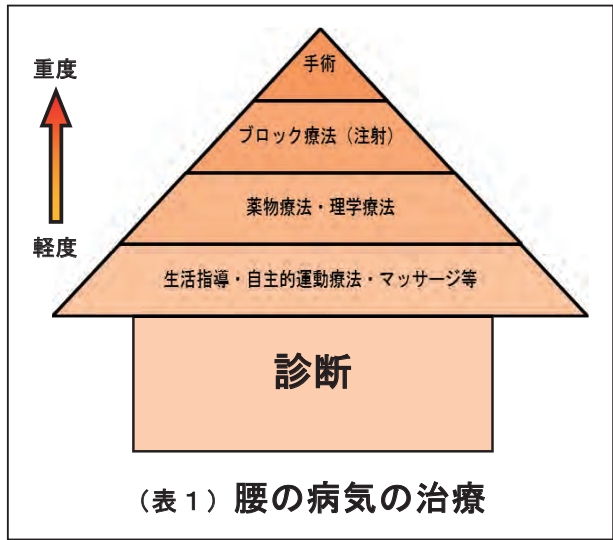 重度
手術
ブロック療法（注射）
薬物療法・理学療法
軽度
生活指導・自主的運動療法・マッサージ等
診断
（表１）腰の病気の治療